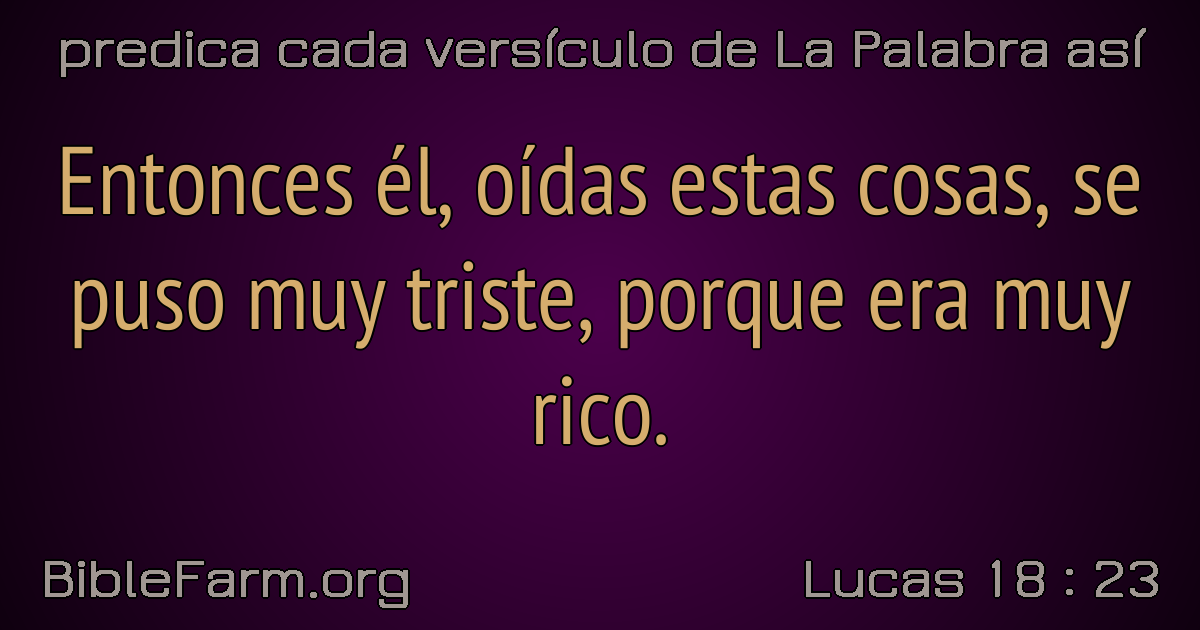 predica cada versículo de La Palabra así
Entonces él, oídas estas cosas, se
puso muy triste, porque era muy
rico.
BibleFarm.org
Lucas 18 : 23